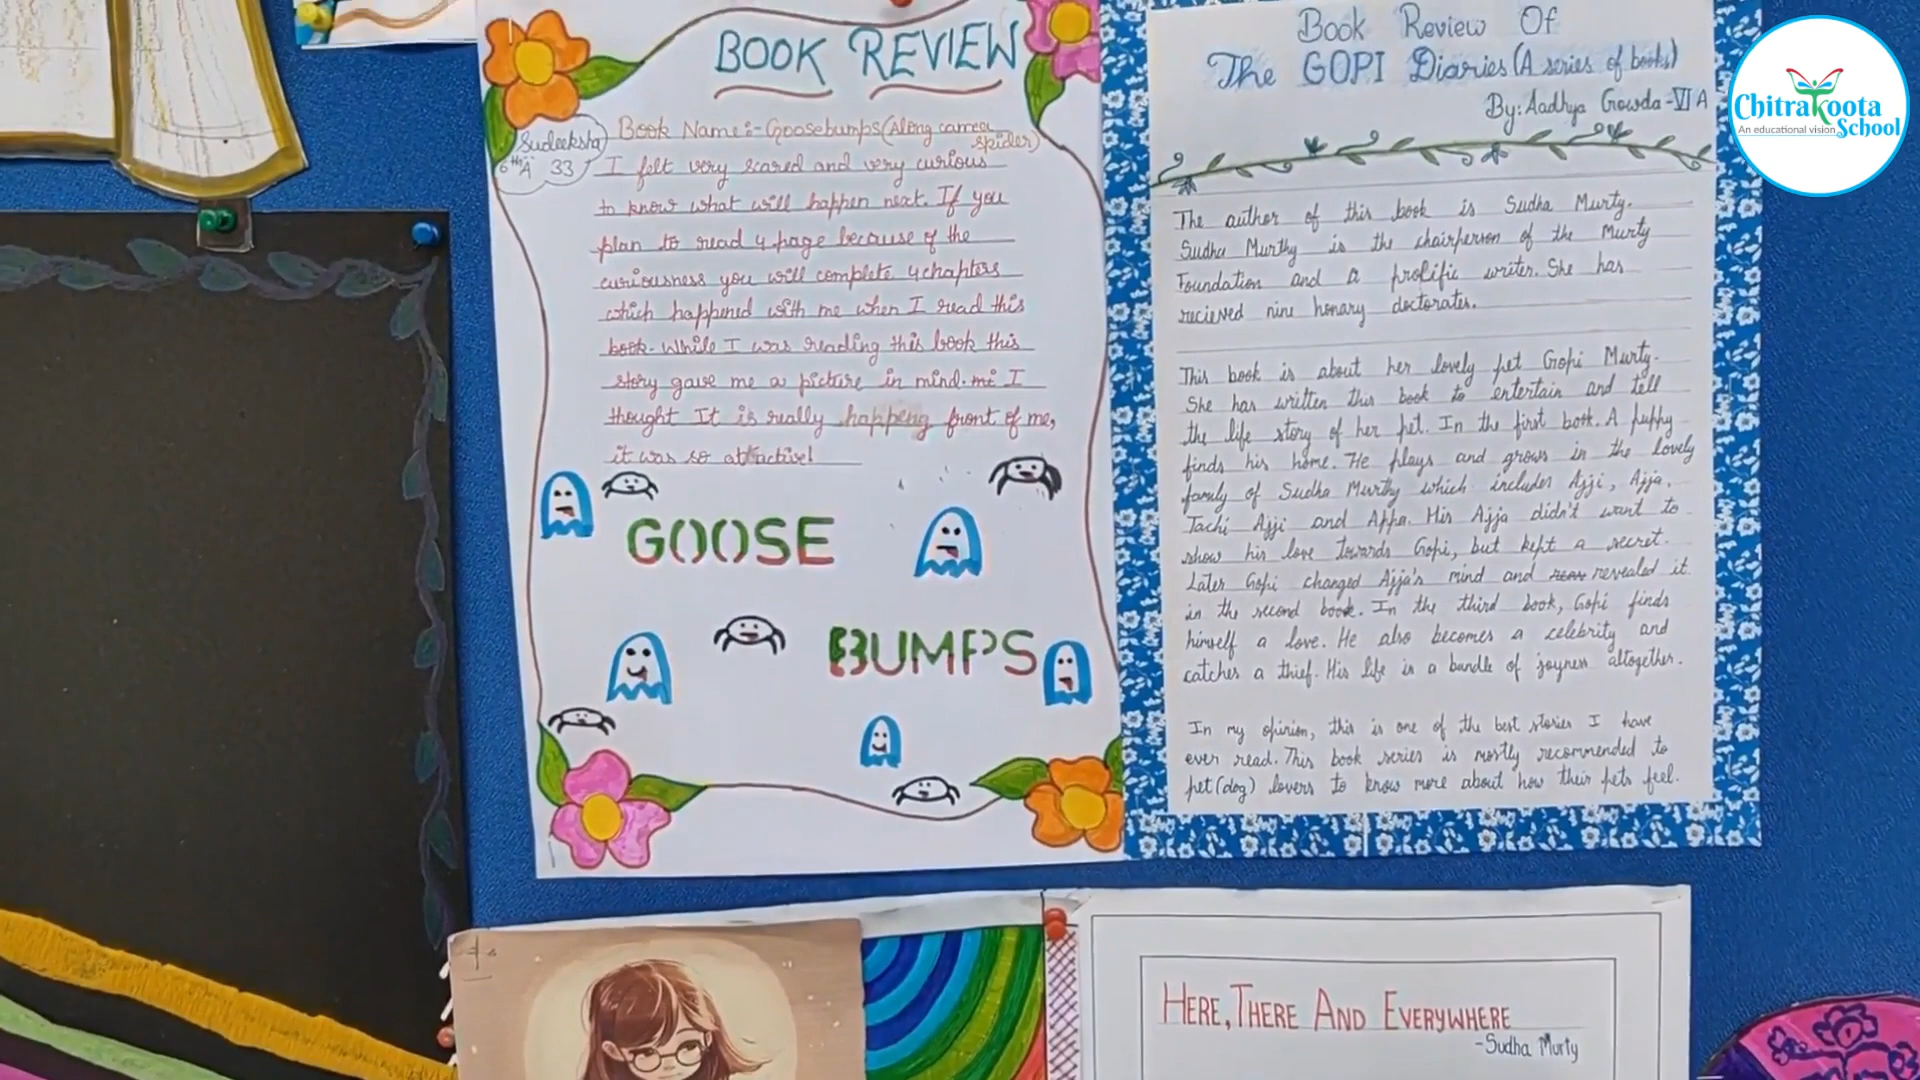 BOOK REVIEW
Sudeeksha
6th A 33
Book Name:-Goosebumps(Along came a
spider)
I felt very scared and very curious
to know what will happen next. If you
plan to read 4 page because of the
curiousness you will complete 4chapters
which happened with me when I read this
book. While I was reading this book this
story gave me a picture in mind. I
thought It is really happeng front of me,
it was so attactive!
GOOSE
BUMPS
Book Review Of
The GOPI Diaries(A series of books)
By: Aadhya Gowda-VI A
The author of this book is Sudha Murty.
Sudha Murthy is the chairperson of the Murty
Foundation and a prolific writer. She has
recieved nine honary doctorates.
This book is about her lovely pet Gopi Murty.
She has written this book to entertain and tell
the life story of her pet. In the first book. A puppy
finds his home. He plays and grows in the lovely
family of Sudha Murthy which includes Ajji, Ajja,
Tachi Ajji and Appa. His Ajja didn't want to
show his love towards Gopi, but kept a secret.
Later Gopi changed Ajja's mind and revealed it
in the second book. In the third book, Gopi finds
himself a love. He also becomes a celebrity and
catches a thief. His life is a bundle of joyness altogether.
In my opinion, this is one of the best stories I have
ever read. This book series is mostly recommended to
pet(dog) lovers to know more about how their pets feel.
HERE, THERE AND EVERYWHERE
-Sudha Murty
Chitrakoota
An educational vision
School